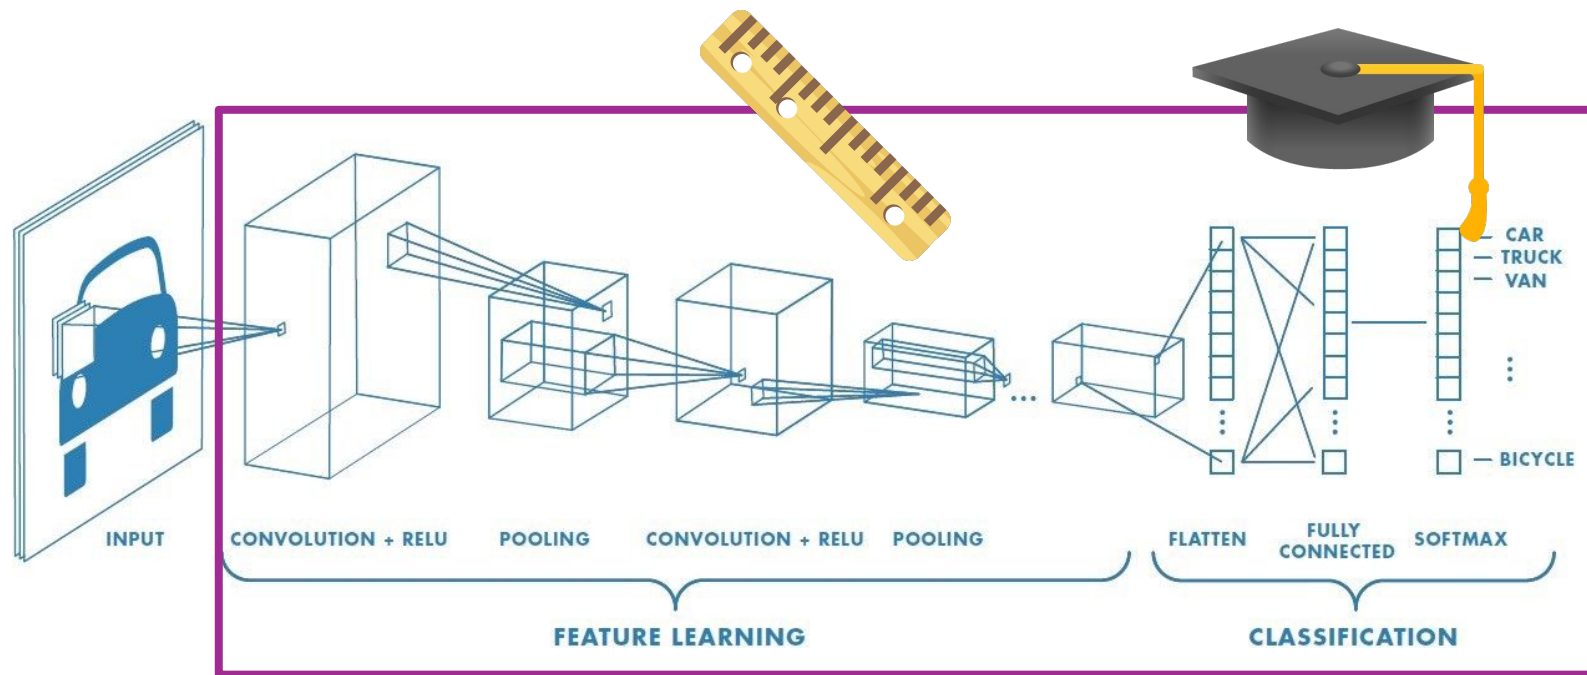 CAR
TRUCK
VAN
BICYCLE
INPUT
CONVOLUTION + RELU
POOLING
CONVOLUTION + RELU
POOLING
FLATTEN
FULLY
CONNECTED
SOFTMAX
FEATURE LEARNING
CLASSIFICATION